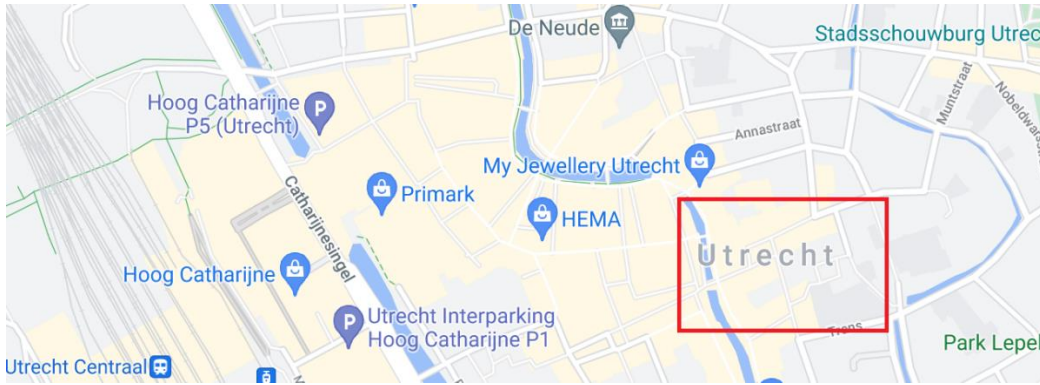 De Neude
Stadsschouwburg Utrec
Hoog Catharijne
P5 (Utrecht)
P
Muntstraat
Nobeldwarsstr
Annastraat
My Jewellery Utrecht
Primark
HEMA
Catharijnesingel
Utrecht
Hoog Catharijne
P
Utrecht Interparking
Hoog Catharijne P1
Trans
Park Lepel
Utrecht Centraal